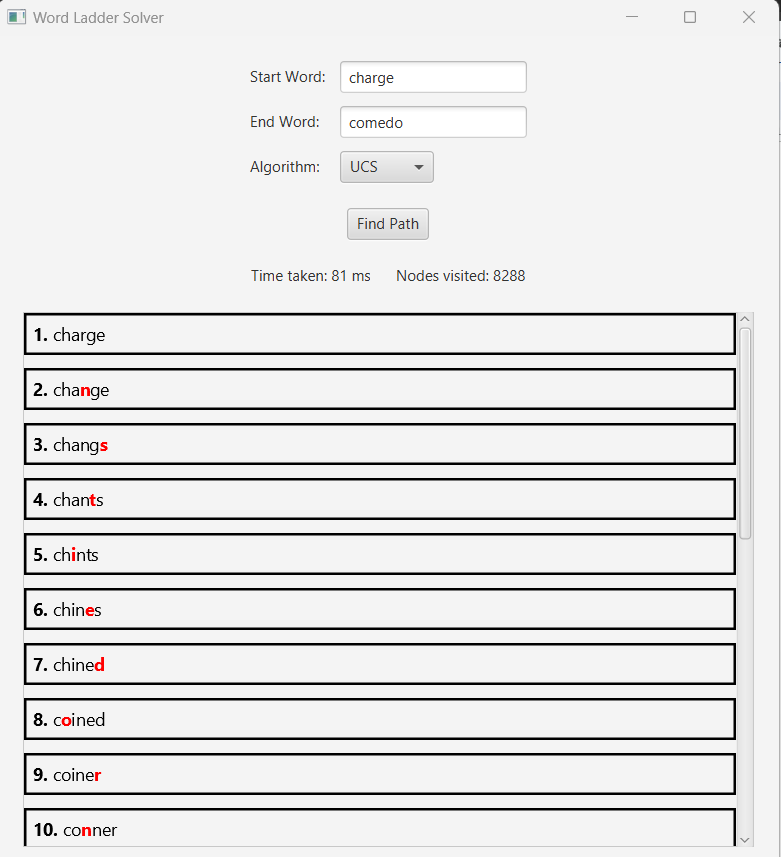 Word Ladder Solver
Start Word: charge
End Word: comedo
Algorithm: UCS
Find Path
Time taken: 81 ms Nodes visited: 8288
1. charge
2. change
3. changs
4. chants
5. chints
6. chines
7. chined
8. coined
9. coiner
10. conner